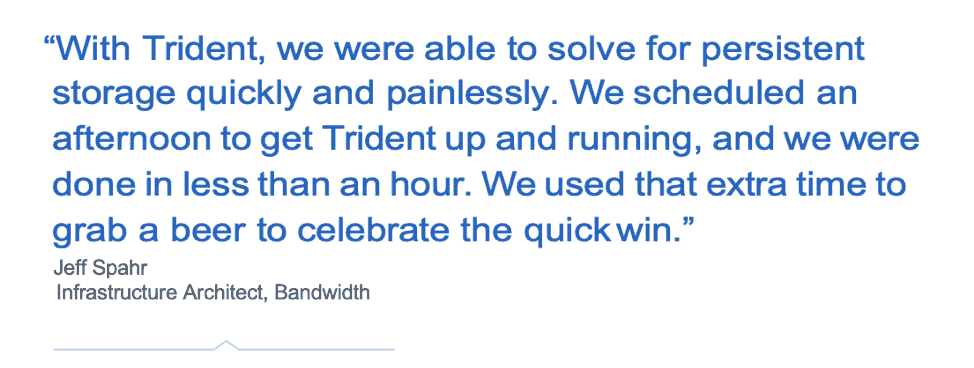 “With Trident, we were able to solve for persistent
storage quickly and painlessly. We scheduled an
afternoon to get Trident up and running, and we were
done in less than an hour. We used that extra time to
grab a beer to celebrate the quick win.”
Jeff Spahr
Infrastructure Architect, Bandwidth